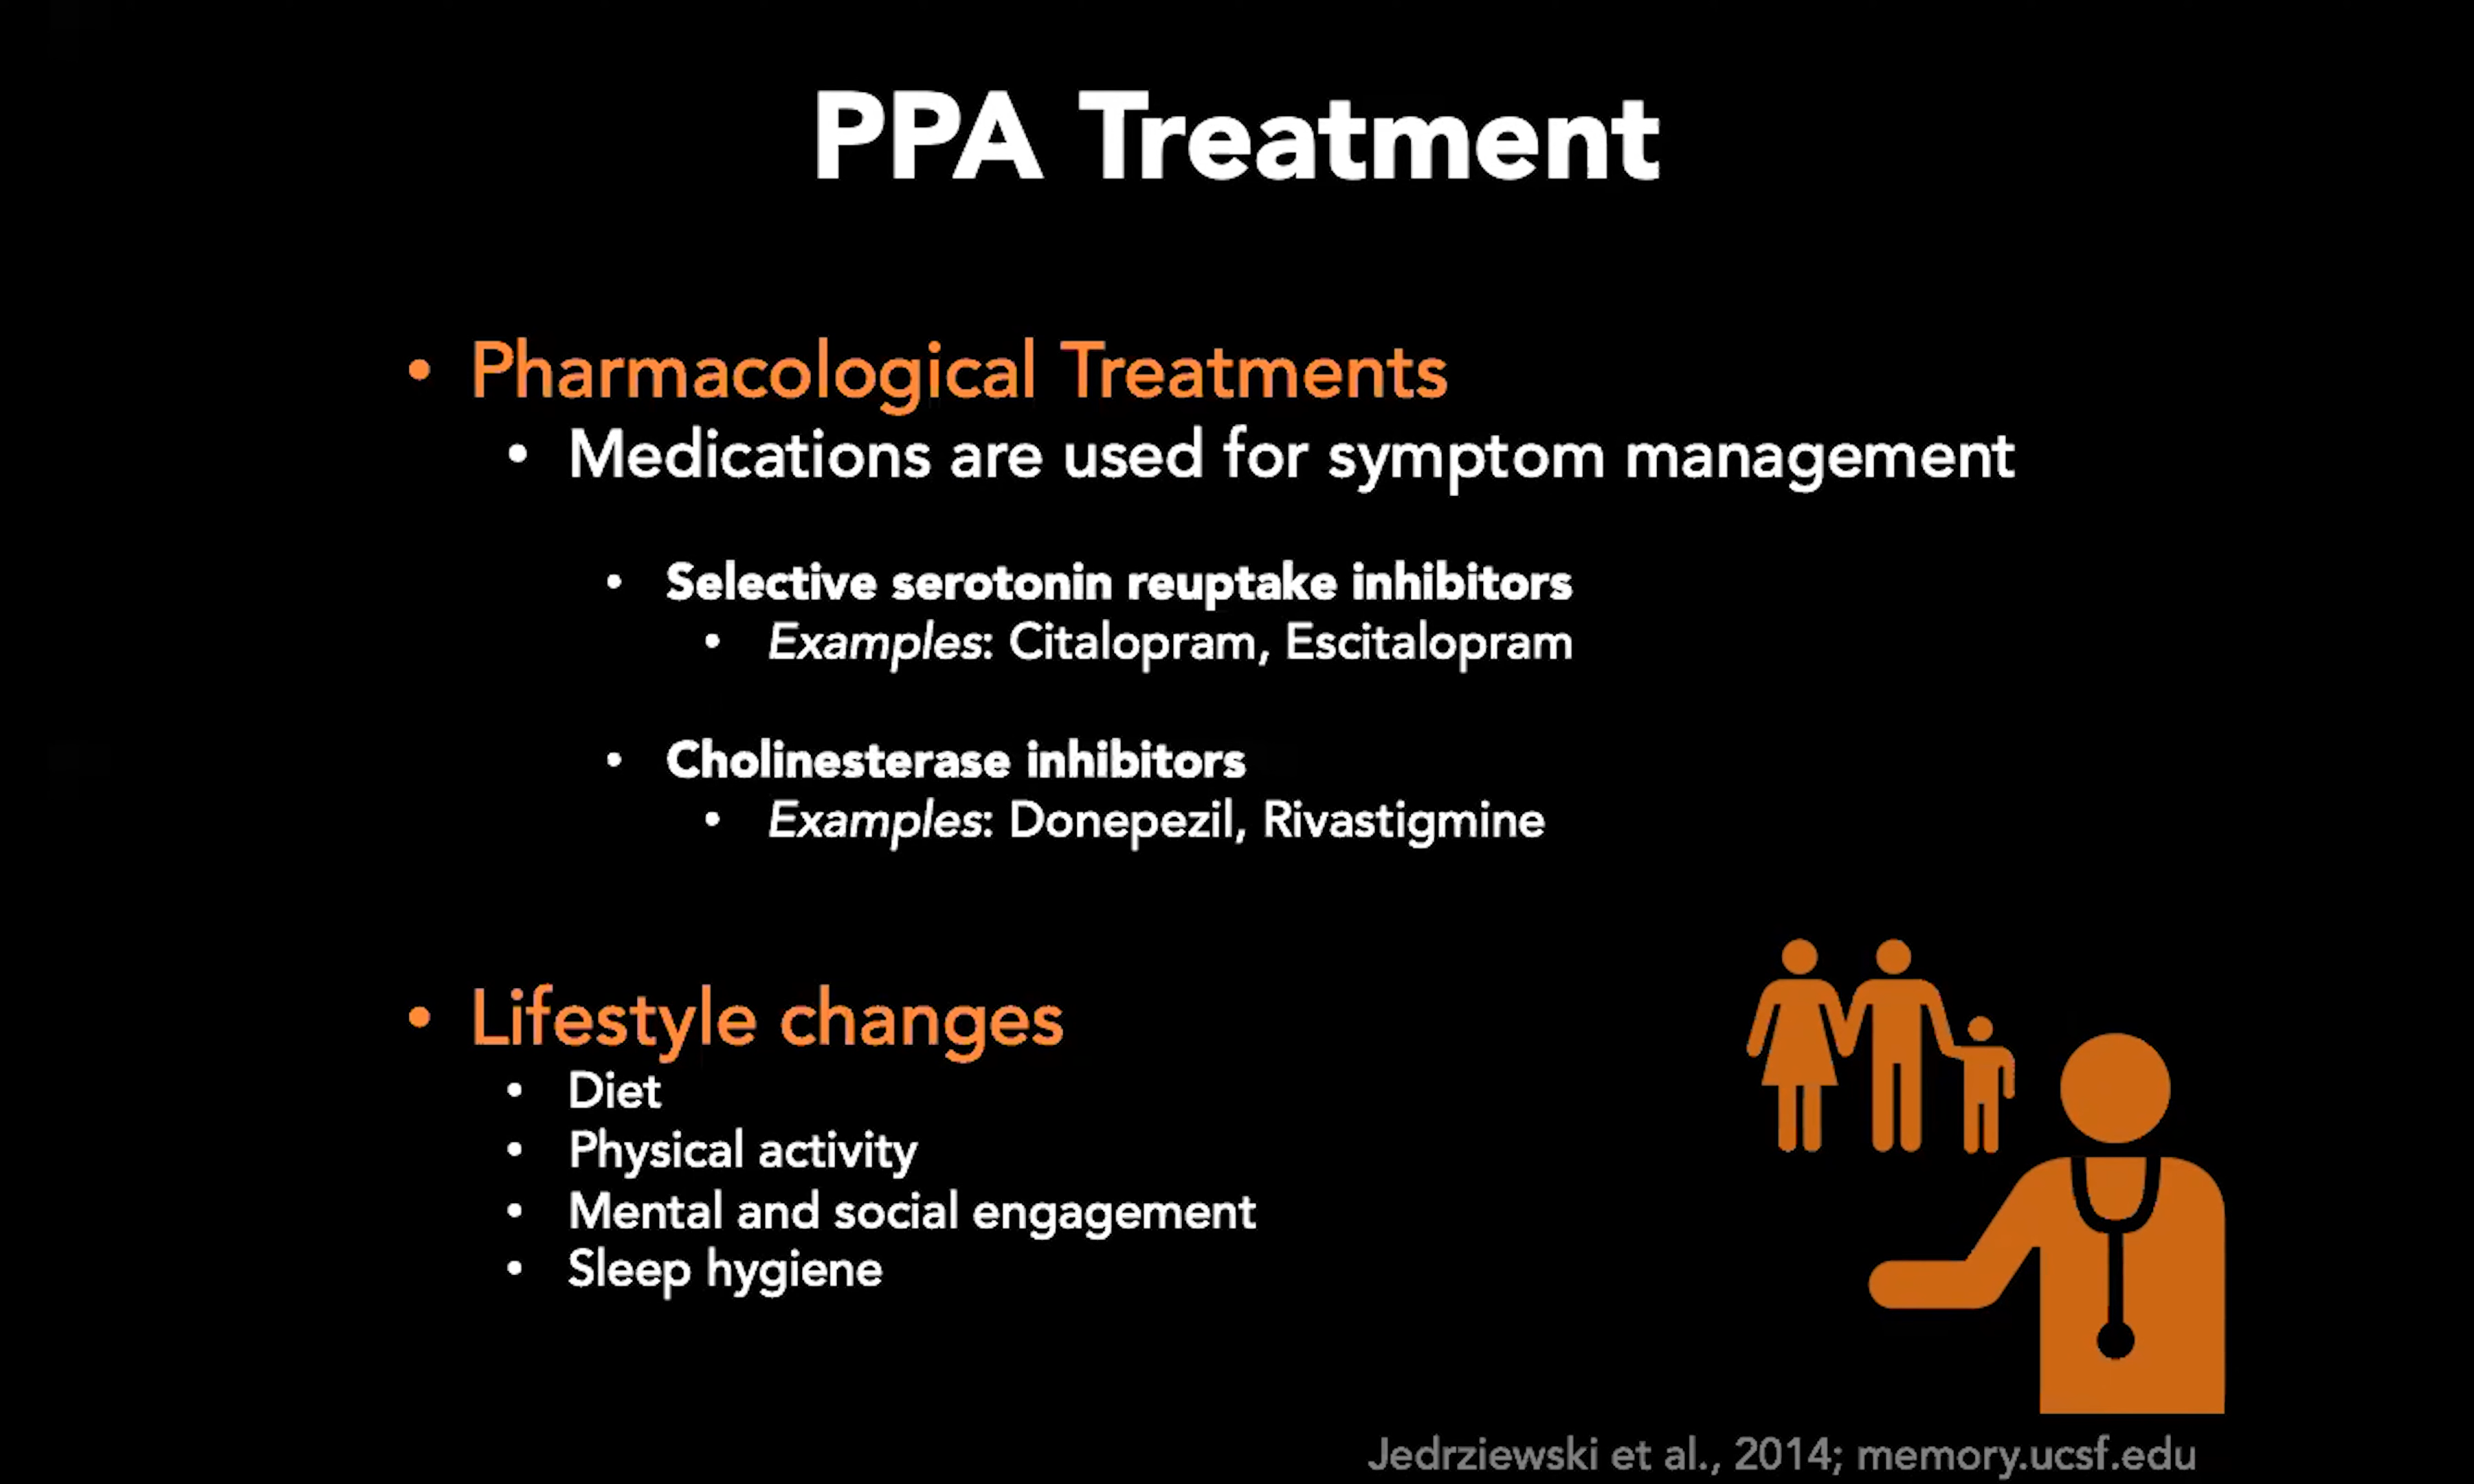 PPA Treatment
• Pharmacological Treatments
• Medications are used for symptom management
• Selective serotonin reuptake inhibitors
• Examples: Citalopram, Escitalopram
• Cholinesterase inhibitors
• Examples: Donepezil, Rivastigmine
• Lifestyle changes
• Diet
• Physical activity
• Mental and social engagement
• Sleep hygiene
Jedrziewski et al., 2014; memory.ucsf.edu